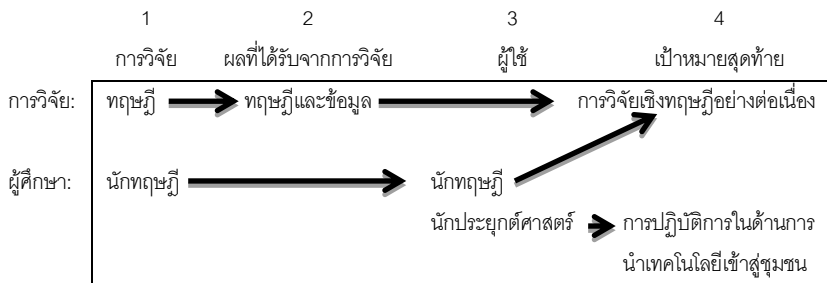 1 2 3 4
การวิจัย ผลที่ได้รับจากการวิจัย ผู้ใช้ เป้าหมายสุดท้าย
การวิจัย: ทฤษฎี ทฤษฎีและข้อมูล การวิจัยเชิงทฤษฎีอย่างต่อเนื่อง
ผู้ศึกษา: นักทฤษฎี นักทฤษฎี
นักประยุกต์ศาสตร์ การปฏิบัติการในด้านการ
นำเทคโนโลยีเข้าสู่ชุมชน